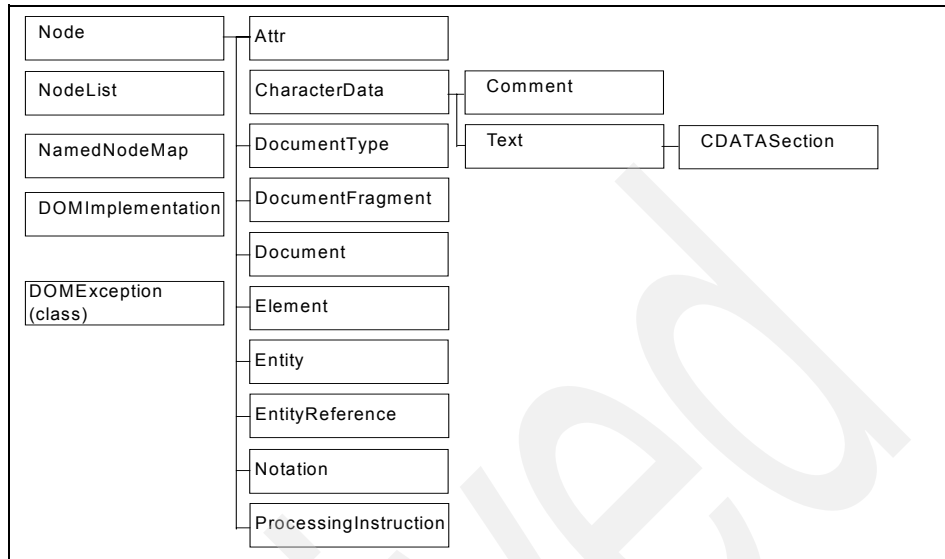 Node
Attr
NodeList
CharacterData
Comment
NamedNodeMap
DocumentType
Text
CDATASection
DOMImplementation
DocumentFragment
Document
DOMException
(class)
Element
Entity
EntityReference
Notation
ProcessingInstruction